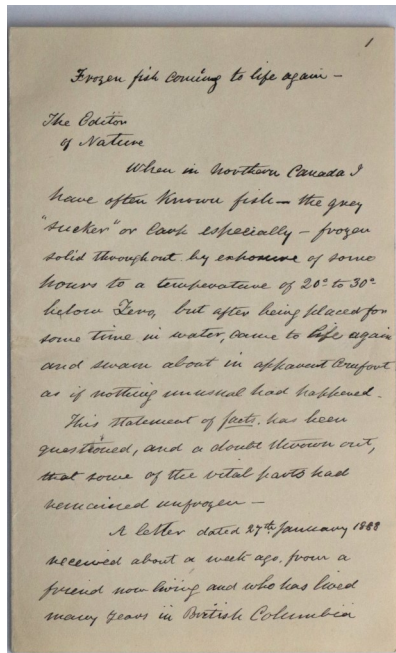 1
Frozen fish coming to life again –
The Editor
of Nature
When in Northern Canada I
have often known fish – the grey
"sucker" or Carp especially – frozen
solid throughout by exposure of some
hours to a temperature of 20° to 30°
below Zero, but after being placed for
some time in water, came to life again
and swam about in apparent Comfort
as if nothing unusual had happened.
This statement of facts, has been
questioned, and a doubt thrown out,
that some of the vital parts had
remained unfrozen –
A letter dated 27th January 1888
received about a week ago, from a
friend now living and who has lived
many years in British Columbia